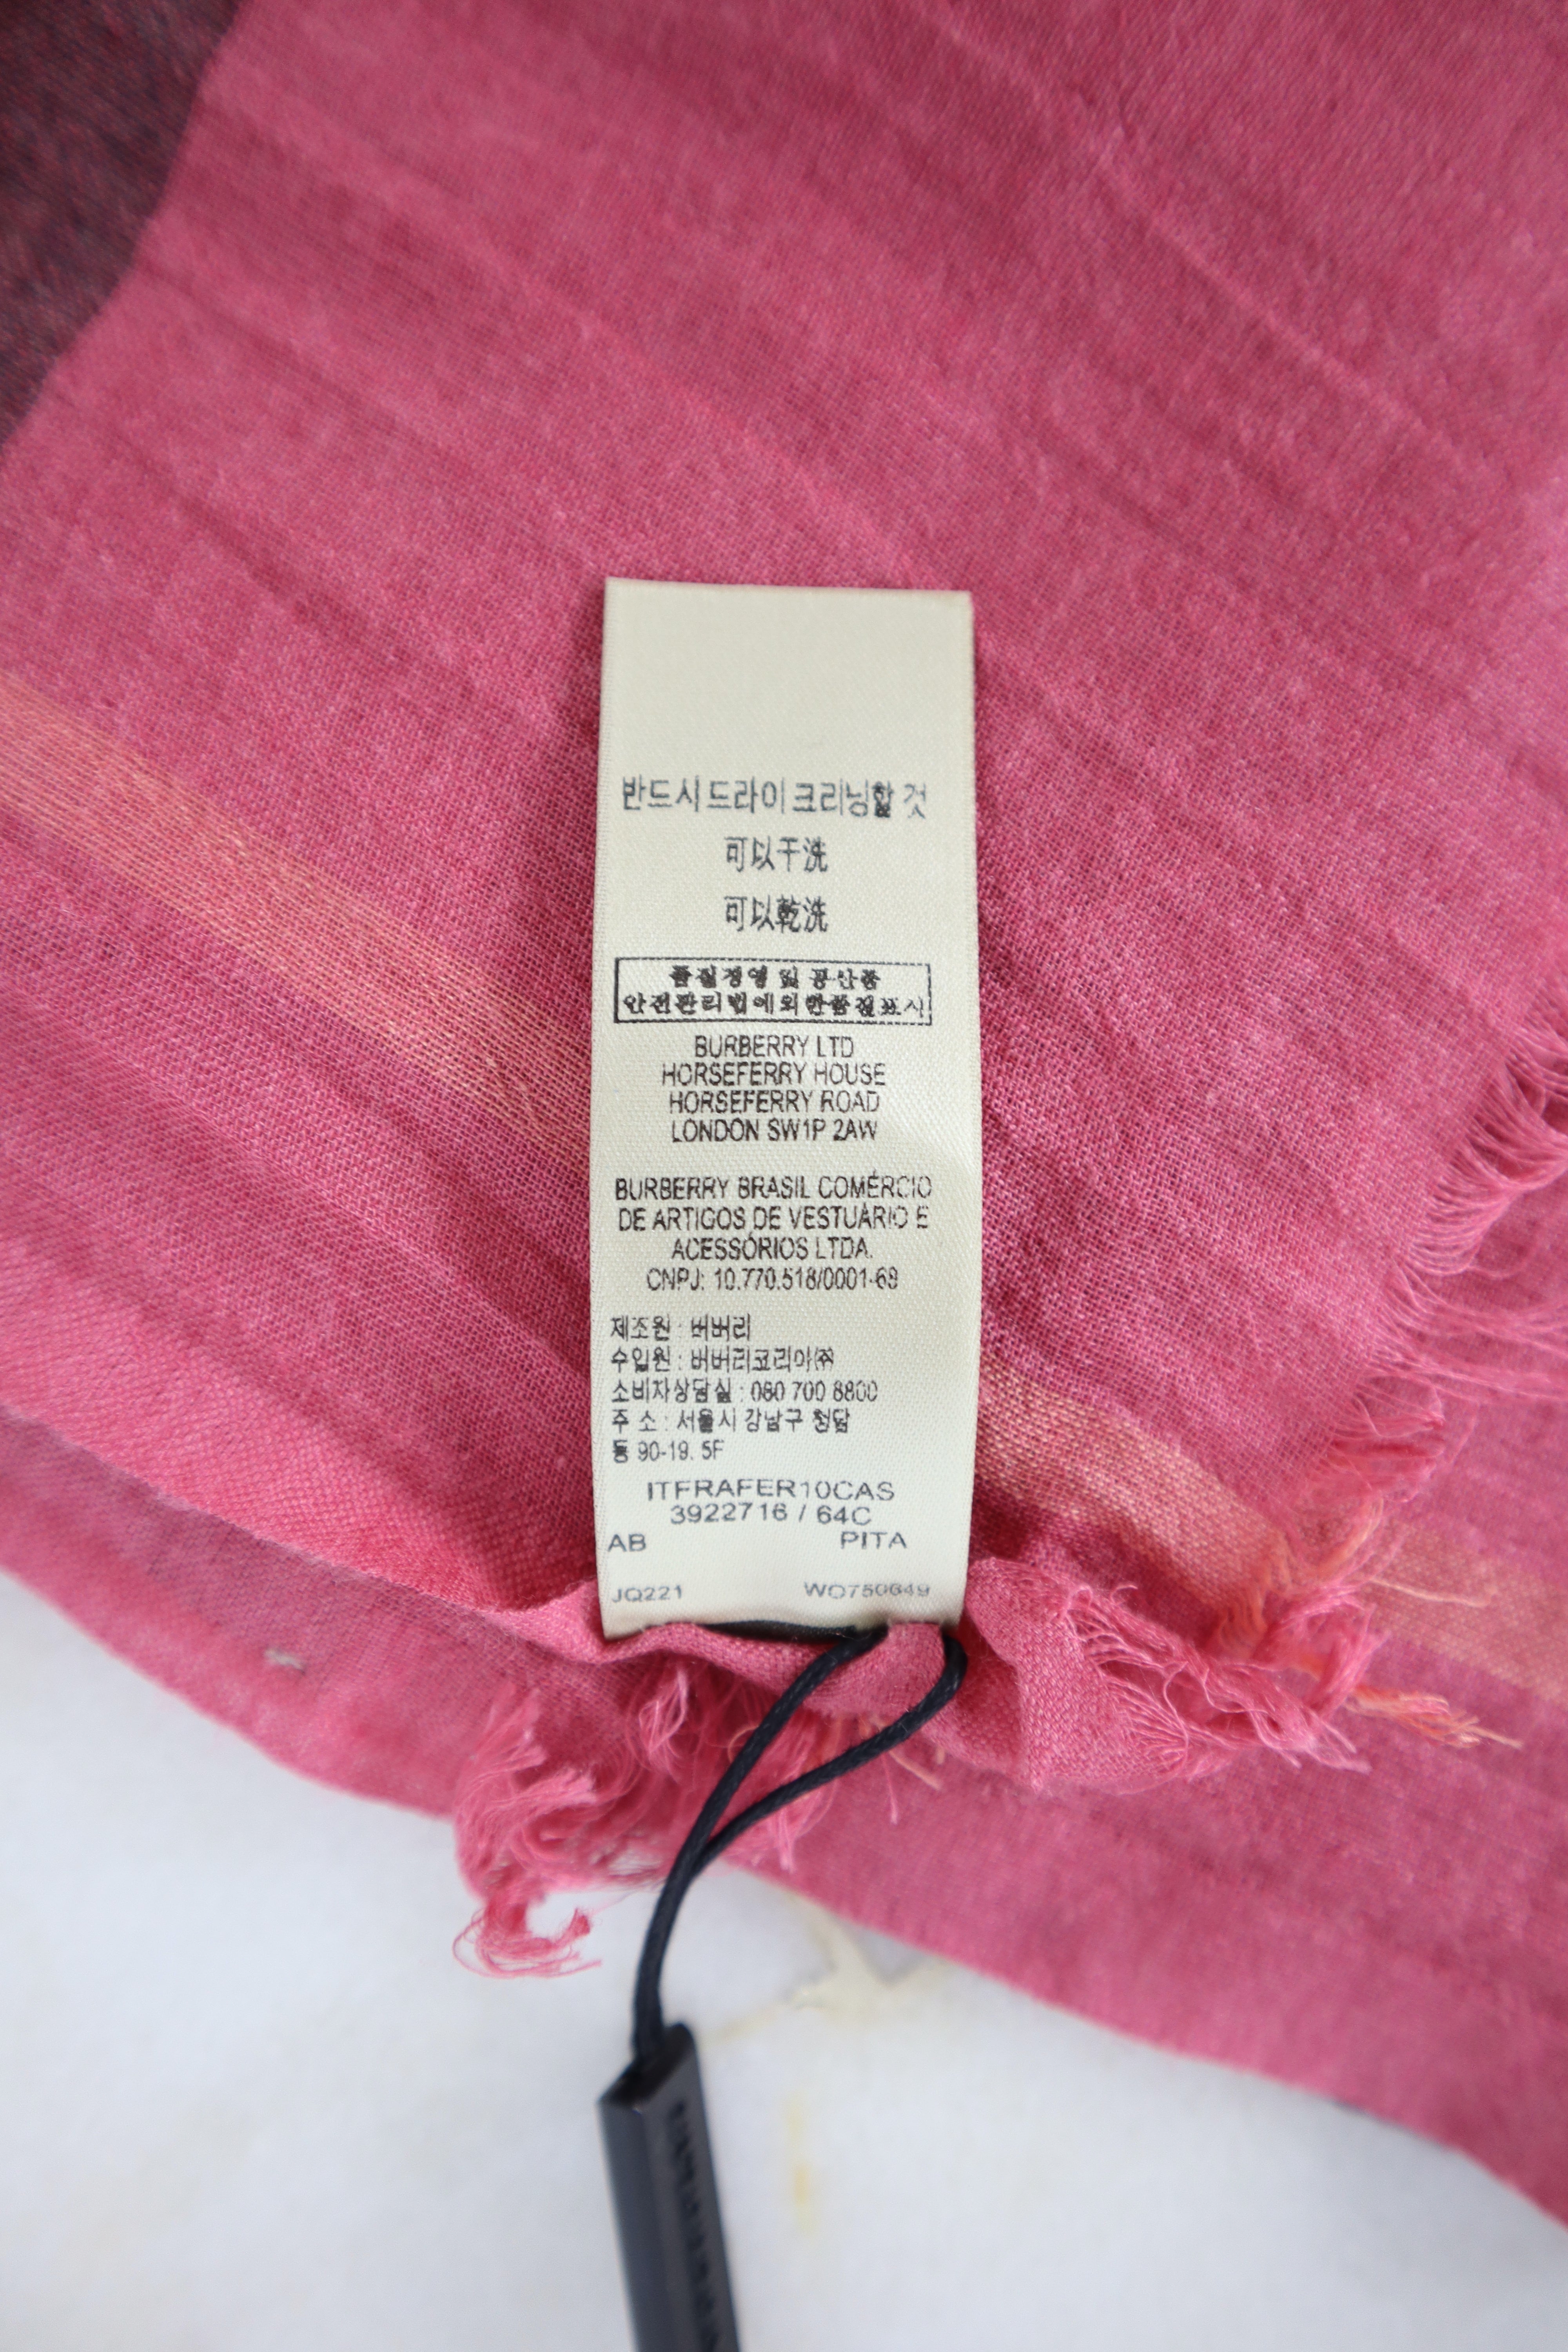 반드시 드라이 크리닝할 것
可以干洗
可以乾洗
품질경영 및 공산품
안전관리법에 의한 품질표시
BURBERRY LTD
HORSEFERRY HOUSE
HORSEFERRY ROAD
LONDON SW1P 2AW
BURBERRY BRASIL COMÉRCIO
DE ARTIGOS DE VESTUÁRIO E
ACESSÓRIOS LTDA.
CNPJ: 10.770.518/0001-69
제조원 : 버버리
수입원 : 버버리코리아㈜
소비자상담실 : 080 700 8800
주 소 : 서울시 강남구 청담
동 90-19. 5F
ITFRAFER10CAS
3922716 / 64C
AB PITA
JQ221 WO750649